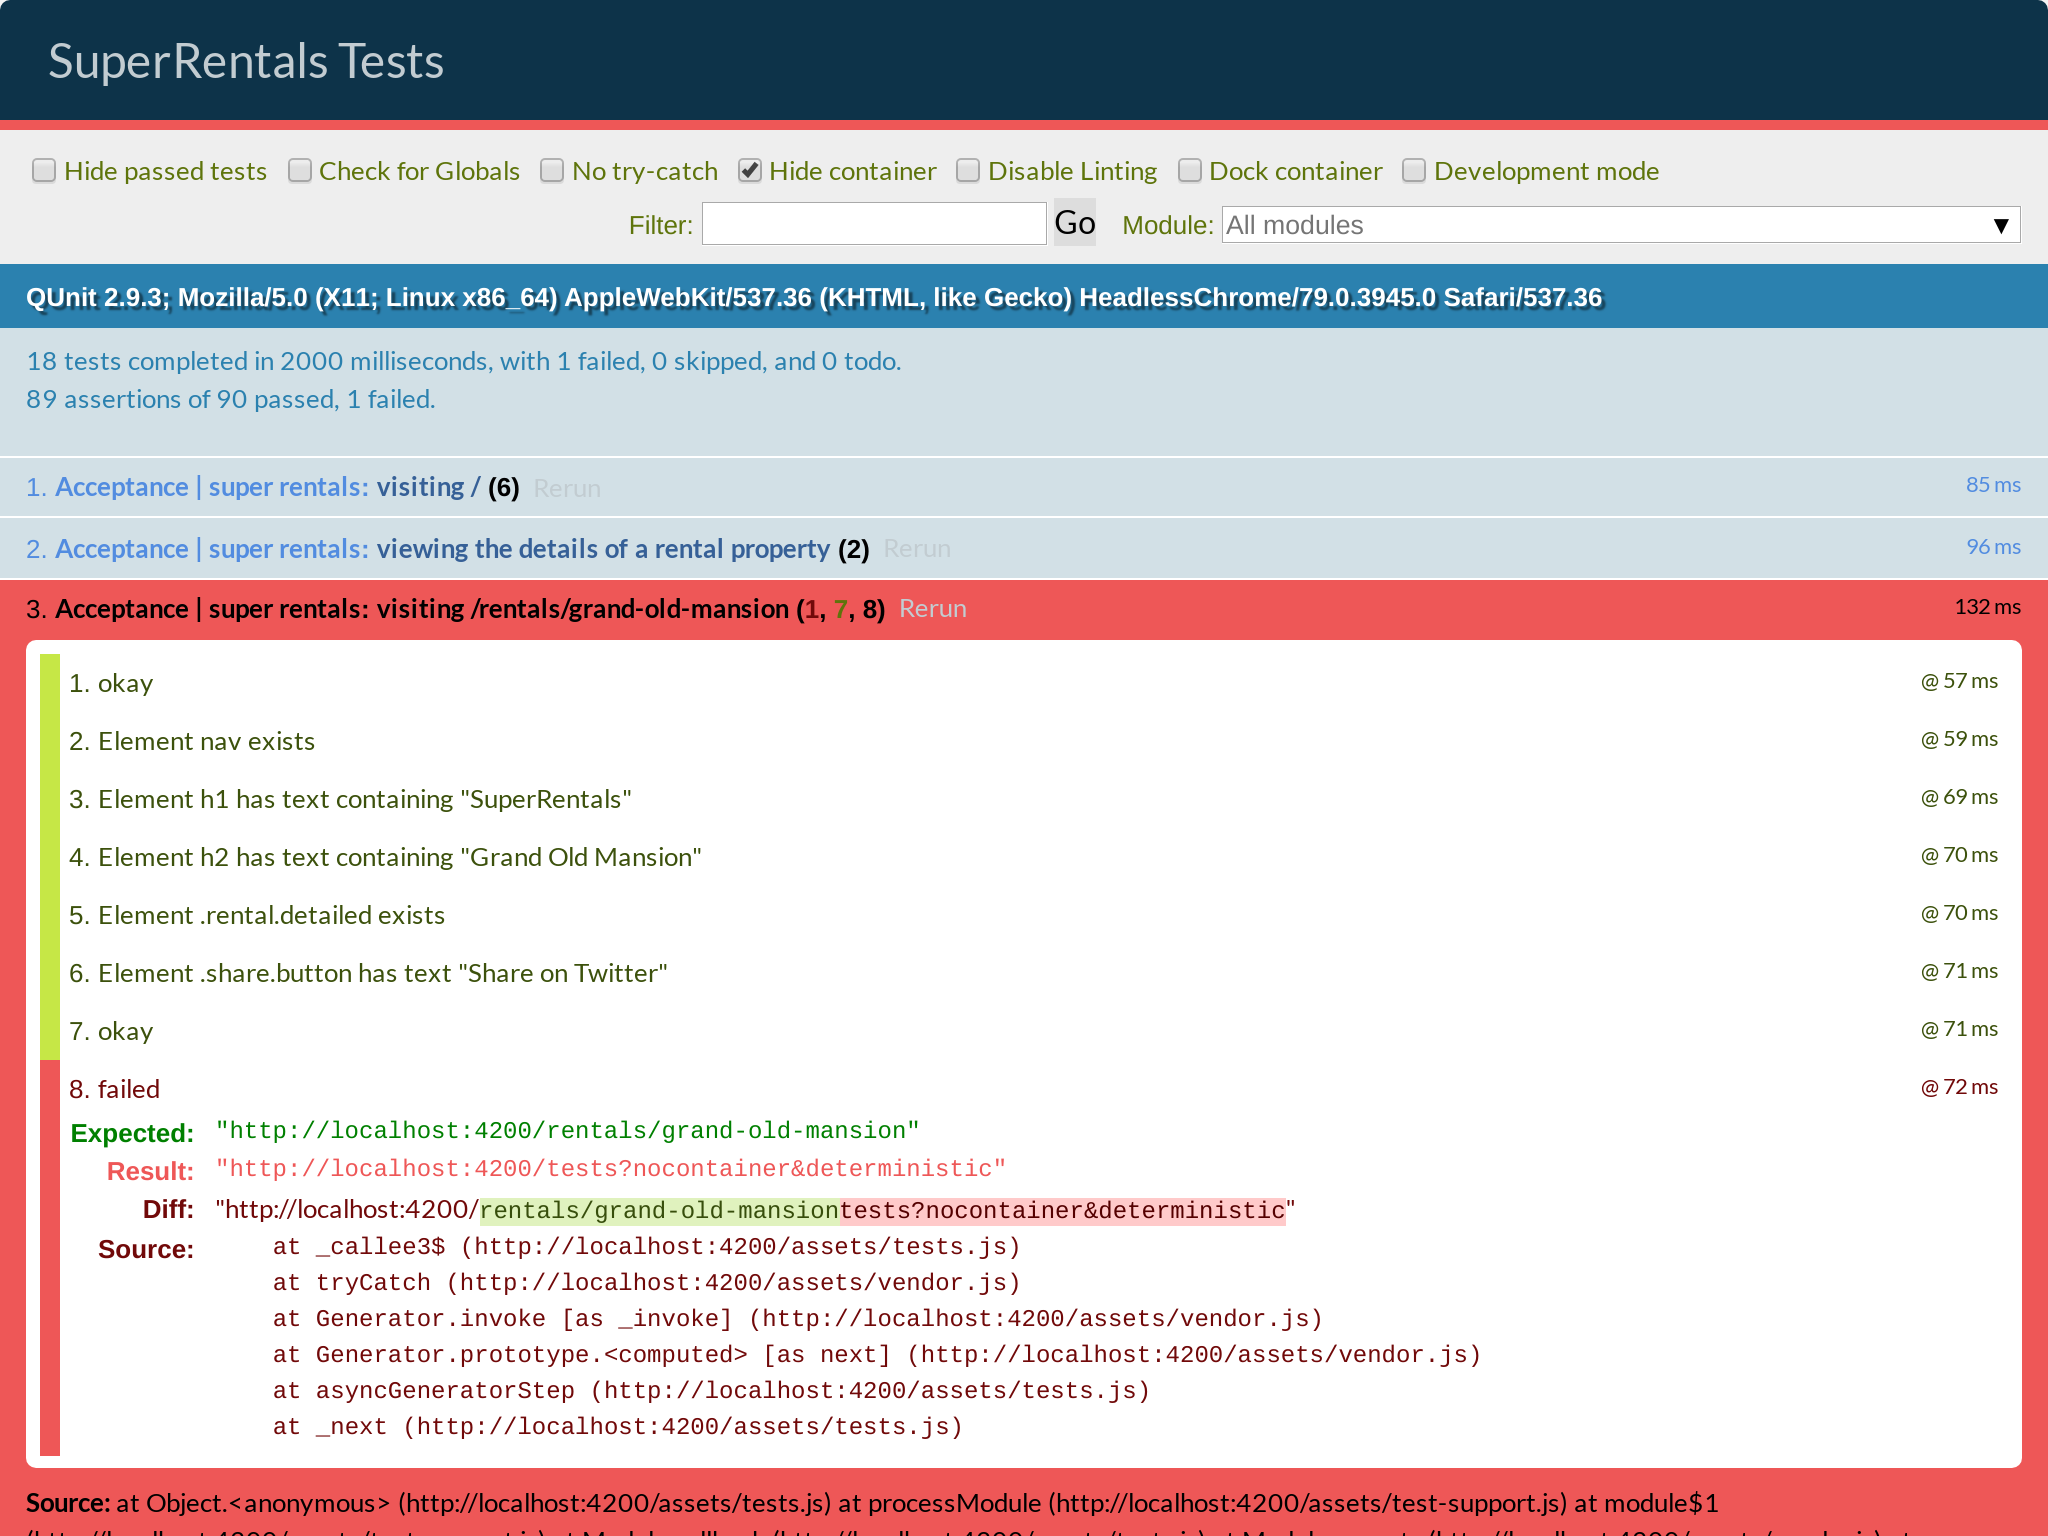 SuperRentals Tests
Hide passed tests Check for Globals No try-catch Hide container Disable Linting Dock container Development mode
Filter: Go Module: All modules ▼
QUnit 2.9.3; Mozilla/5.0 (X11; Linux x86_64) AppleWebKit/537.36 (KHTML, like Gecko) HeadlessChrome/79.0.3945.0 Safari/537.36
18 tests completed in 2000 milliseconds, with 1 failed, 0 skipped, and 0 todo.
89 assertions of 90 passed, 1 failed.
1. Acceptance | super rentals: visiting / (6) Rerun 85 ms
2. Acceptance | super rentals: viewing the details of a rental property (2) Rerun 96 ms
3. Acceptance | super rentals: visiting /rentals/grand-old-mansion (1, 7, 8) Rerun 132 ms
1. okay @ 57 ms
2. Element nav exists @ 59 ms
3. Element h1 has text containing "SuperRentals" @ 69 ms
4. Element h2 has text containing "Grand Old Mansion" @ 70 ms
5. Element .rental.detailed exists @ 70 ms
6. Element .share.button has text "Share on Twitter" @ 71 ms
7. okay @ 71 ms
8. failed @ 72 ms
Expected: "http://localhost:4200/rentals/grand-old-mansion"
Result: "http://localhost:4200/tests?nocontainer&deterministic"
Diff: "http://localhost:4200/rentals/grand-old-mansiontests?nocontainer&deterministic"
Source: at _callee3$ (http://localhost:4200/assets/tests.js)
at tryCatch (http://localhost:4200/assets/vendor.js)
at Generator.invoke [as _invoke] (http://localhost:4200/assets/vendor.js)
at Generator.prototype.<computed> [as next] (http://localhost:4200/assets/vendor.js)
at asyncGeneratorStep (http://localhost:4200/assets/tests.js)
at _next (http://localhost:4200/assets/tests.js)
Source: at Object.<anonymous> (http://localhost:4200/assets/tests.js) at processModule (http://localhost:4200/assets/test-support.js) at module$1